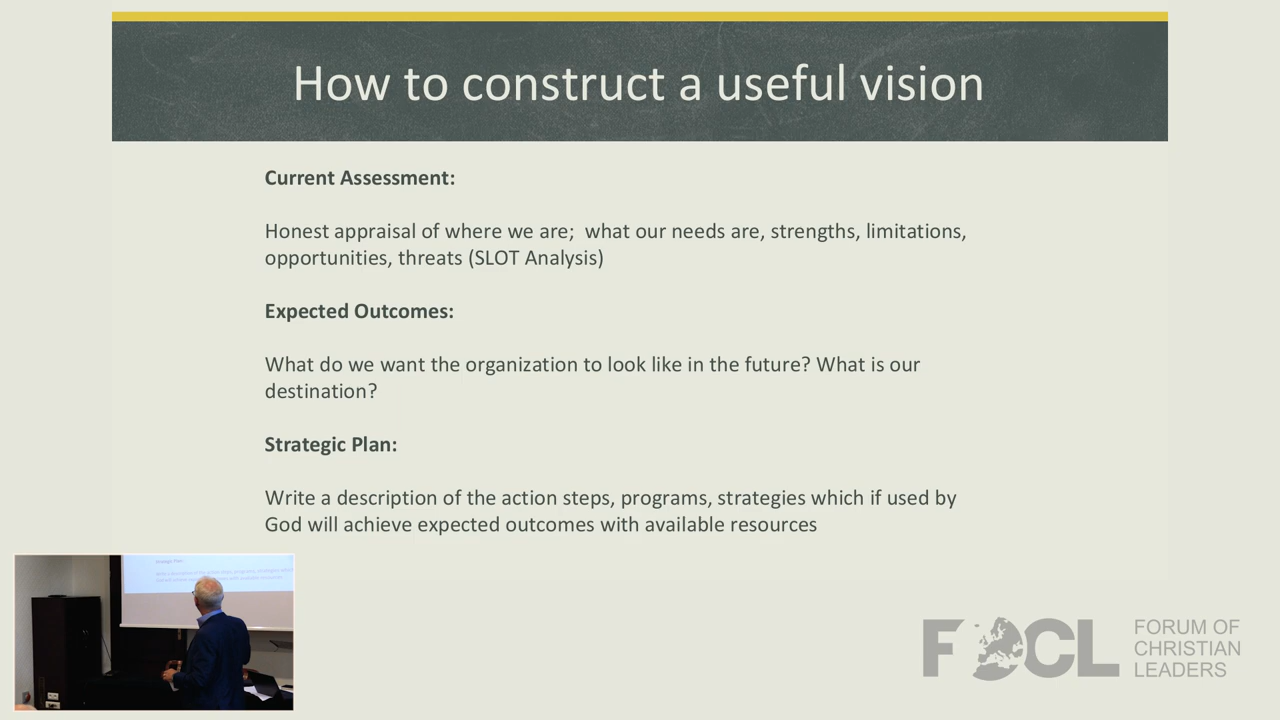 How to construct a useful vision
Current Assessment:
Honest appraisal of where we are;  what our needs are, strengths, limitations,
opportunities, threats (SLOT Analysis)
Expected Outcomes:
What do we want the organization to look like in the future? What is our
destination?
Strategic Plan:
Write a description of the action steps, programs, strategies which if used by
God will achieve expected outcomes with available resources
Strategic Plan:
FOCL
FORUM OF
CHRISTIAN
LEADERS